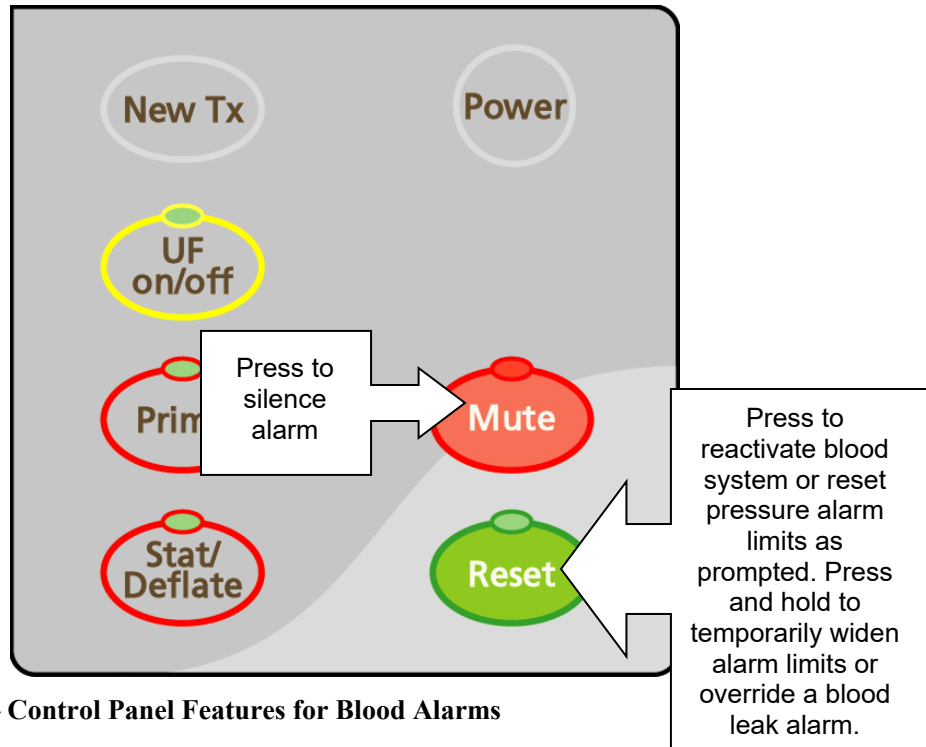 New Tx
Power
UF
on/off
Press to
silence
alarm
Prim
Mute
Press to
reactivate blood
system or reset
pressure alarm
limits as
prompted. Press
and hold to
temporarily widen
alarm limits or
override a blood
leak alarm.
Stat/
Deflate
Reset
Control Panel Features for Blood Alarms